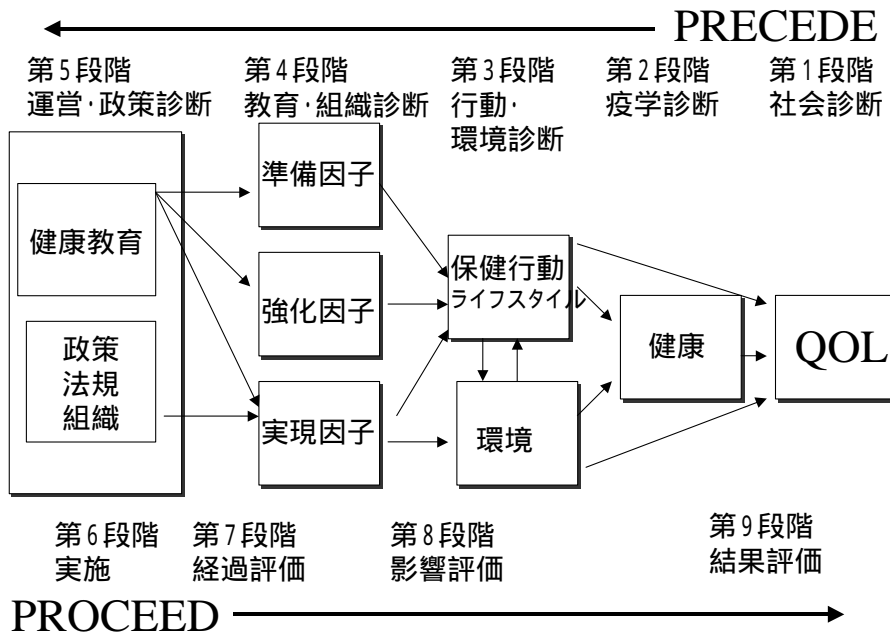 PRECEDE
第5段階
運営・政策診断
第4段階
教育・組織診断
第3段階
行動・
環境診断
第2段階
疫学診断
第1段階
社会診断
健康教育
政策
法規
組織
準備因子
強化因子
実現因子
保健行動
ライフスタイル
環境
健康
QOL
第6段階
実施
第7段階
経過評価
第8段階
影響評価
第9段階
結果評価
PROCEED